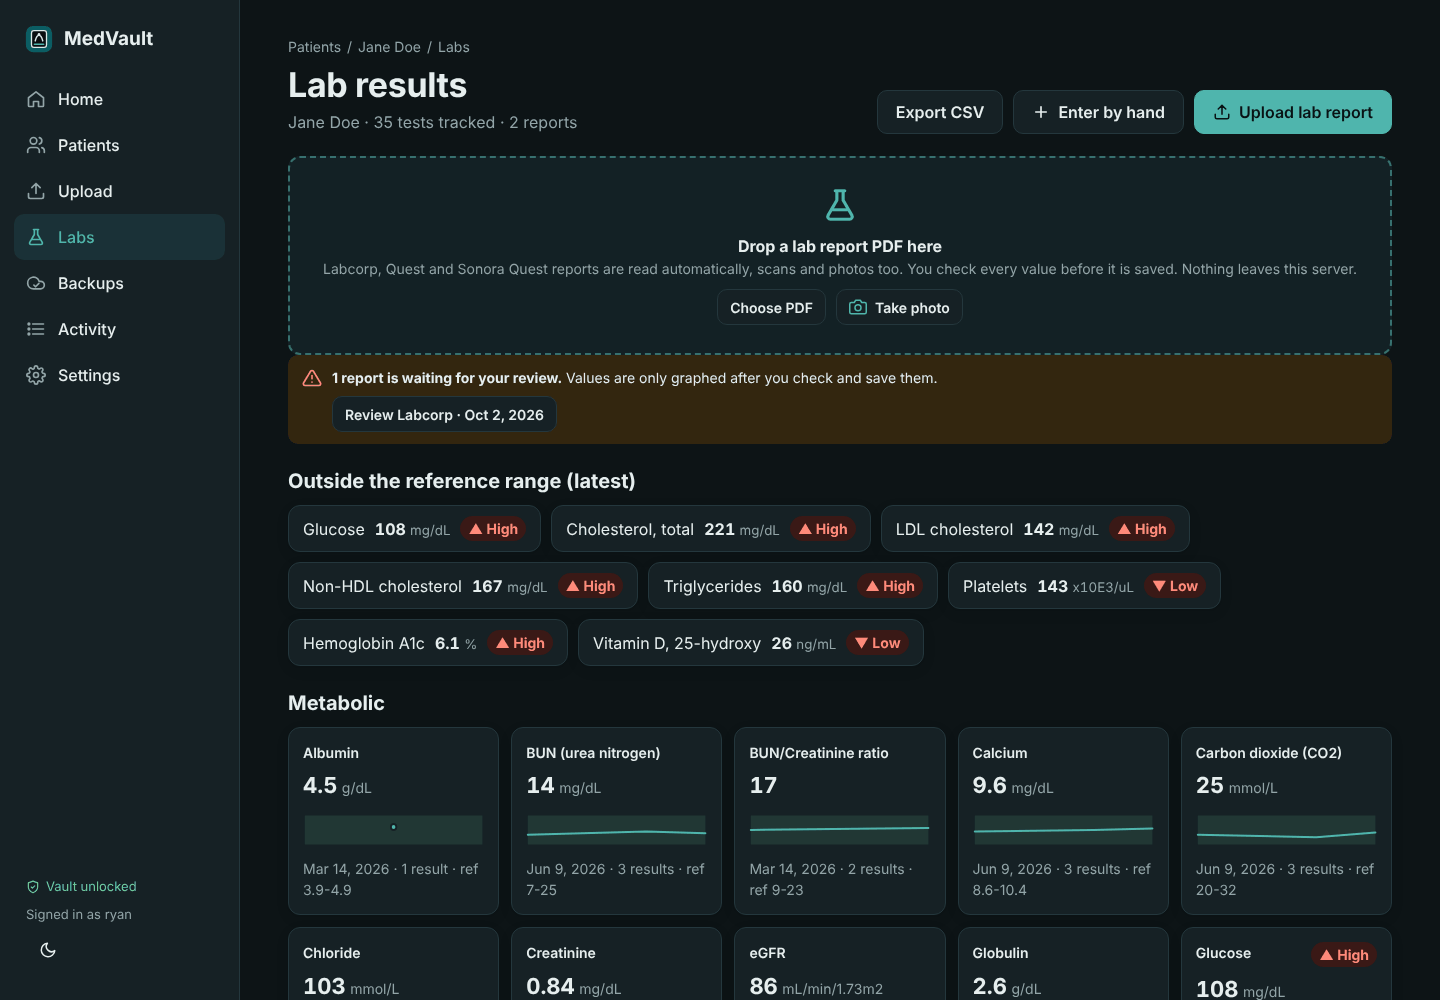 MedVault
Home
Patients
Upload
Labs
Backups
Activity
Settings
Vault unlocked
Signed in as ryan
Patients / Jane Doe / Labs
Lab results
Jane Doe · 35 tests tracked · 2 reports
Export CSV
Enter by hand
Upload lab report
Drop a lab report PDF here
Labcorp, Quest and Sonora Quest reports are read automatically, scans and photos too. You check every value before it is saved. Nothing leaves this server.
Choose PDF
Take photo
1 report is waiting for your review. Values are only graphed after you check and save them.
Review Labcorp · Oct 2, 2026
Outside the reference range (latest)
Glucose 108 mg/dL ▲ High
Cholesterol, total 221 mg/dL ▲ High
LDL cholesterol 142 mg/dL ▲ High
Non-HDL cholesterol 167 mg/dL ▲ High
Triglycerides 160 mg/dL ▲ High
Platelets 143 x10E3/uL ▼ Low
Hemoglobin A1c 6.1 % ▲ High
Vitamin D, 25-hydroxy 26 ng/mL ▼ Low
Metabolic
Albumin
4.5 g/dL
Mar 14, 2026 · 1 result · ref
3.9-4.9
BUN (urea nitrogen)
14 mg/dL
Jun 9, 2026 · 3 results · ref
7-25
BUN/Creatinine ratio
17
Mar 14, 2026 · 2 results ·
ref 9-23
Calcium
9.6 mg/dL
Jun 9, 2026 · 3 results · ref
8.6-10.4
Carbon dioxide (CO2)
25 mmol/L
Jun 9, 2026 · 3 results · ref
20-32
Chloride
103 mmol/L
Creatinine
0.84 mg/dL
eGFR
86 mL/min/1.73m2
Globulin
2.6 g/dL
Glucose ▲ High
108 mg/dL